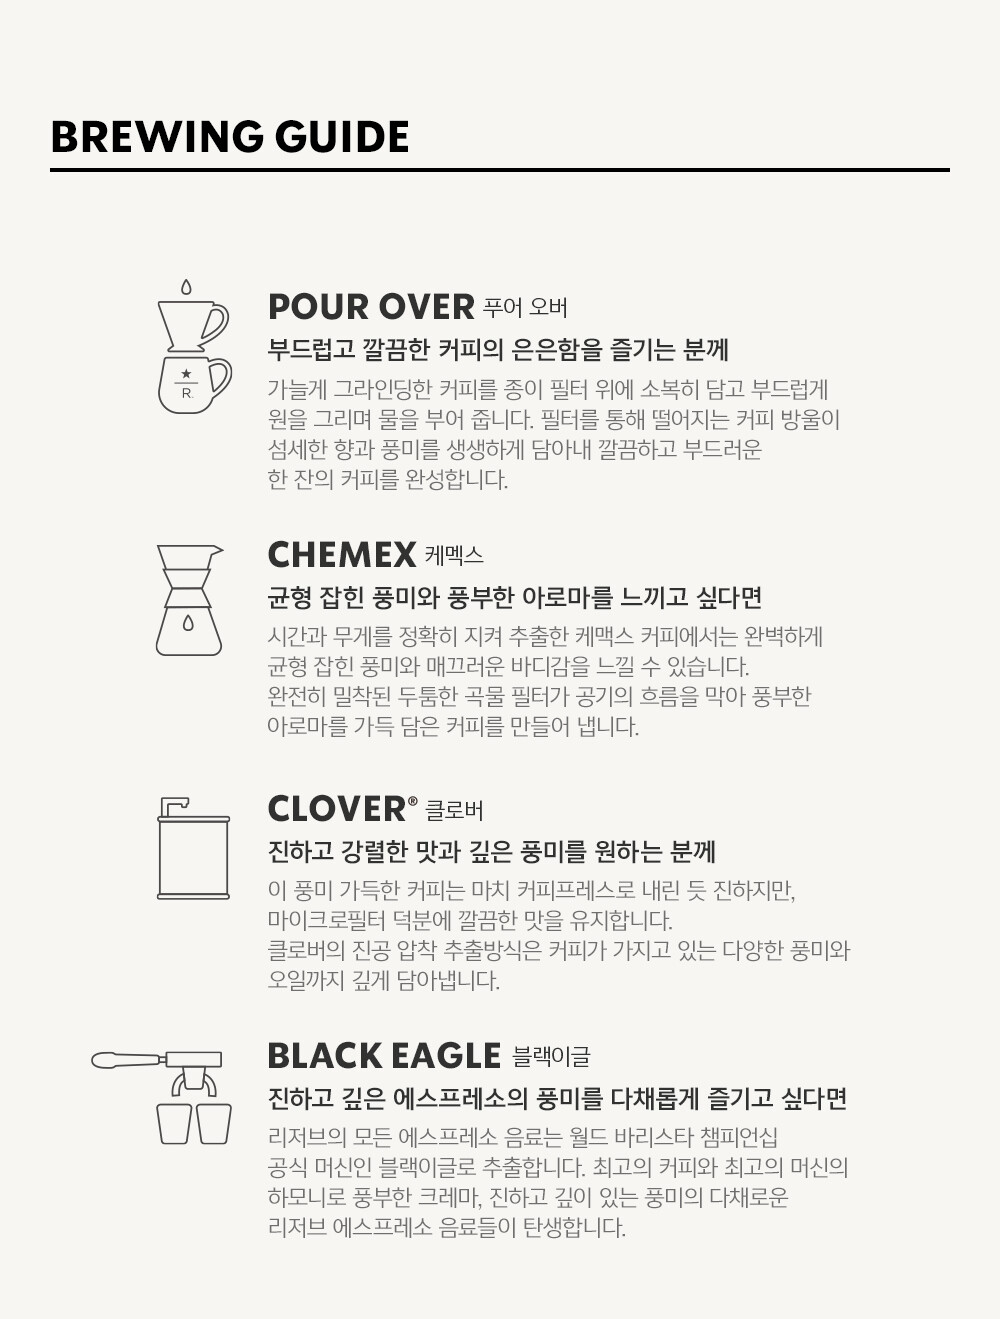 BREWING GUIDE
POUR OVER 푸어 오버
부드럽고 깔끔한 커피의 은은함을 즐기는 분께
★
R.
가늘게 그라인딩한 커피를 종이 필터 위에 소복히 담고 부드럽게
원을 그리며 물을 부어 줍니다. 필터를 통해 떨어지는 커피 방울이
섬세한 향과 풍미를 생생하게 담아내 깔끔하고 부드러운
한 잔의 커피를 완성합니다.
CHEMEX 케멕스
균형 잡힌 풍미와 풍부한 아로마를 느끼고 싶다면
시간과 무게를 정확히 지켜 추출한 케맥스 커피에서는 완벽하게
균형 잡힌 풍미와 매끄러운 바디감을 느낄 수 있습니다.
완전히 밀착된 두툼한 곡물 필터가 공기의 흐름을 막아 풍부한
아로마를 가득 담은 커피를 만들어 냅니다.
CLOVER® 클로버
진하고 강렬한 맛과 깊은 풍미를 원하는 분께
이 풍미 가득한 커피는 마치 커피프레스로 내린 듯 진하지만,
마이크로필터 덕분에 깔끔한 맛을 유지합니다.
클로버의 진공 압착 추출방식은 커피가 가지고 있는 다양한 풍미와
오일까지 깊게 담아냅니다.
BLACK EAGLE 블랙이글
진하고 깊은 에스프레소의 풍미를 다채롭게 즐기고 싶다면
리저브의 모든 에스프레소 음료는 월드 바리스타 챔피언십
공식 머신인 블랙이글로 추출합니다. 최고의 커피와 최고의 머신의
하모니로 풍부한 크레마, 진하고 깊이 있는 풍미의 다채로운
리저브 에스프레소 음료들이 탄생합니다.